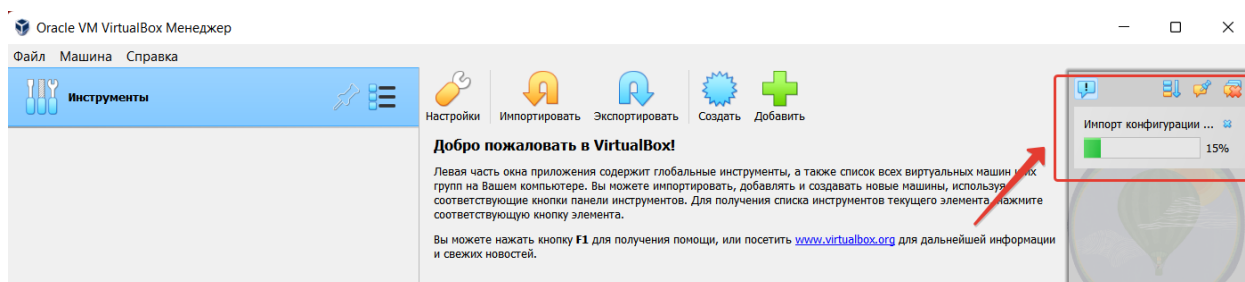 Oracle VM VirtualBox Менеджер
Файл Машина Справка
Инструменты
Настройки Импортировать Экспортировать Создать Добавить
Импорт конфигурации ...
15%
Добро пожаловать в VirtualBox!
Левая часть окна приложения содержит глобальные инструменты, а также список всех виртуальных машин и их
групп на Вашем компьютере. Вы можете импортировать, добавлять и создавать новые машины, используя
соответствующие кнопки панели инструментов. Для получения списка инструментов текущего элемента нажмите
соответствующую кнопку элемента.
Вы можете нажать кнопку F1 для получения помощи, или посетить www.virtualbox.org для дальнейшей информации
и свежих новостей.